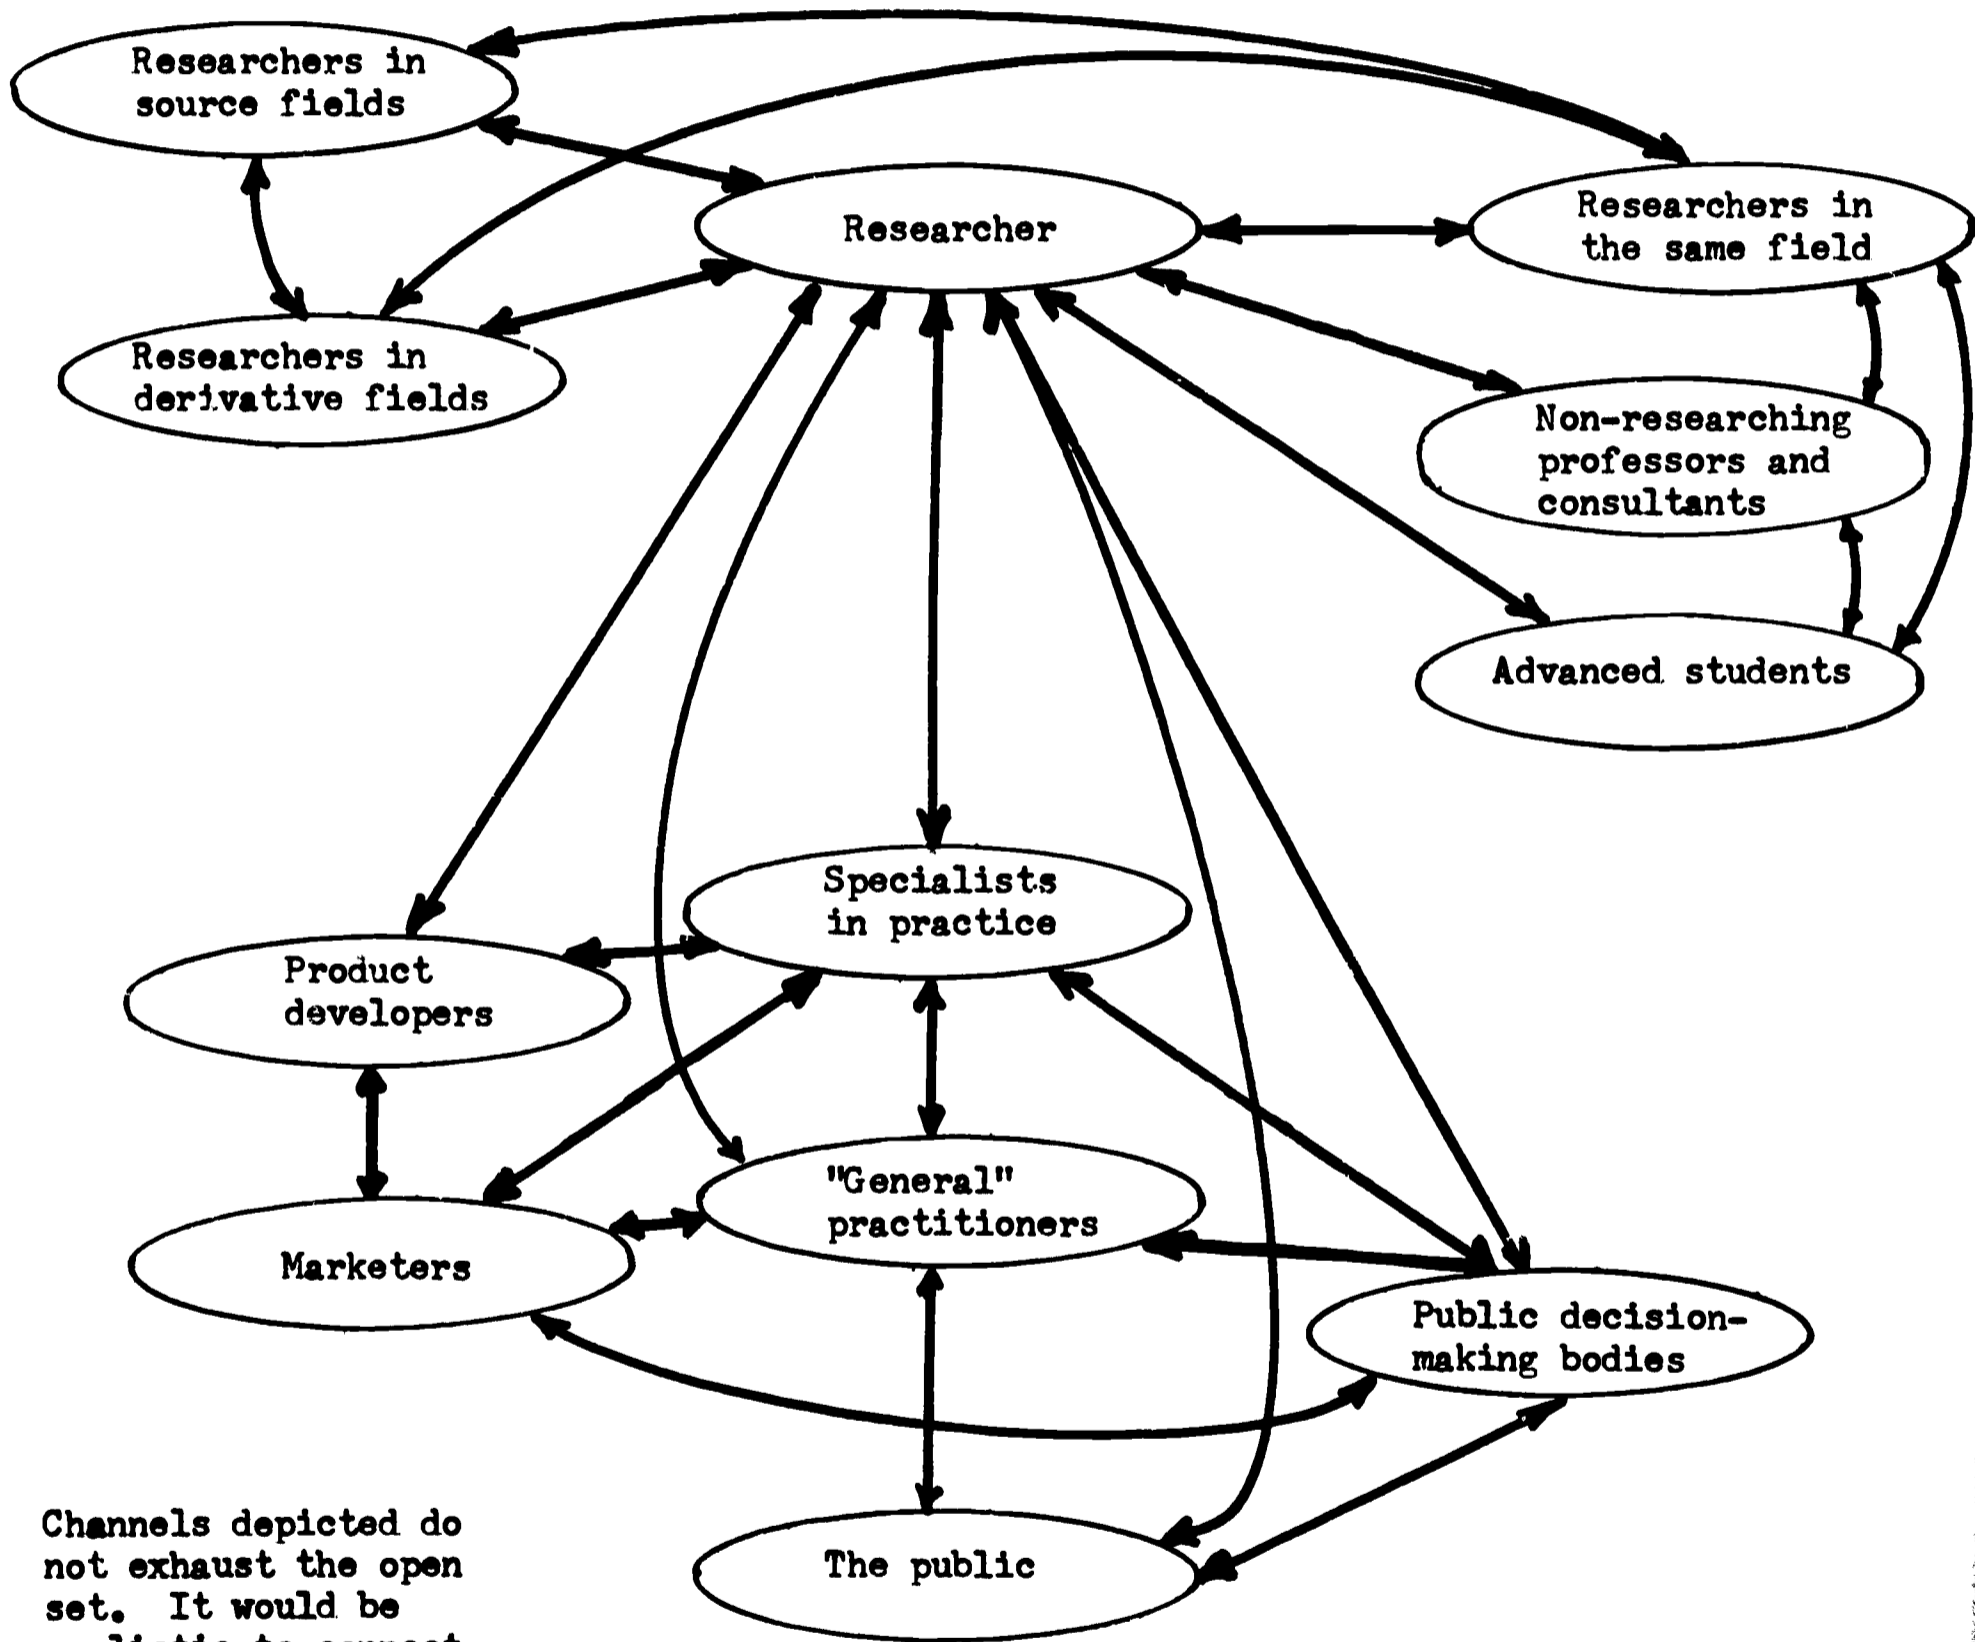 Researchers in
source fields
Researcher
Researchers in
the same field
Researchers in
derivative fields
Non-researching
professors and
consultants
Advanced students
Specialists
in practice
Product
developers
"General"
practitioners
Marketers
Public decision-
making bodies
The public
Channels depicted do
not exhaust the open
set. It would be
to connect